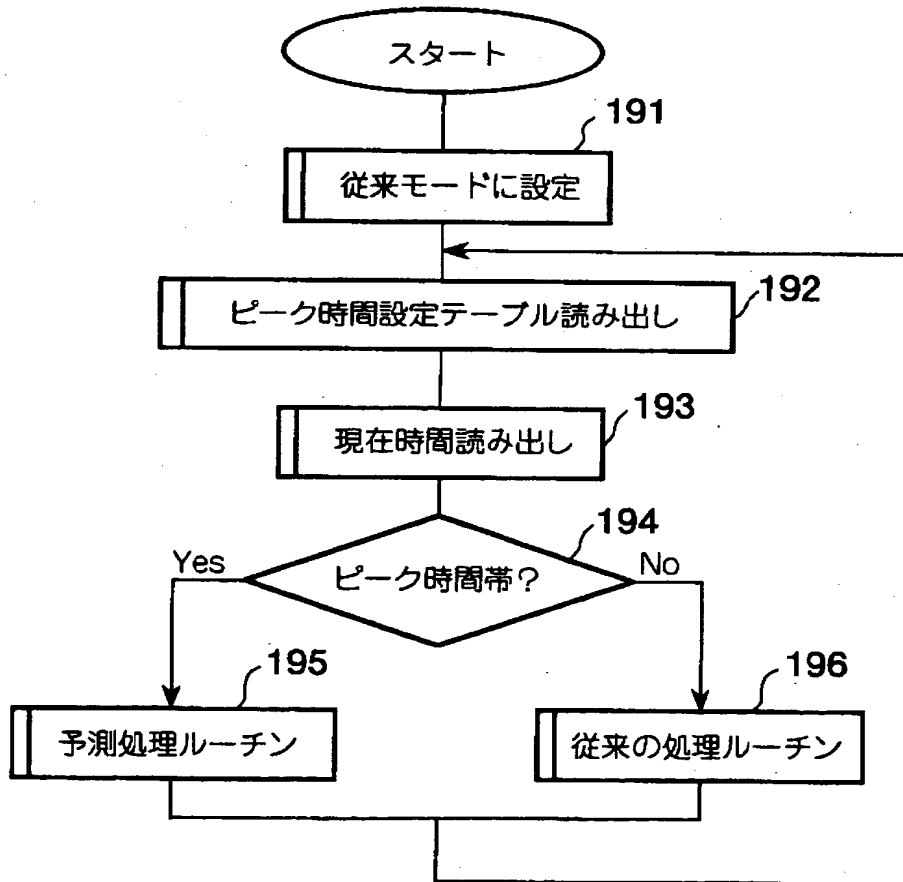 スタート
191
従来モードに設定
192
ピーク時間設定テーブル読み出し
193
現在時間読み出し
194
Yes
ピーク時間帯?
No
195
196
予測処理ルーチン
従来の処理ルーチン